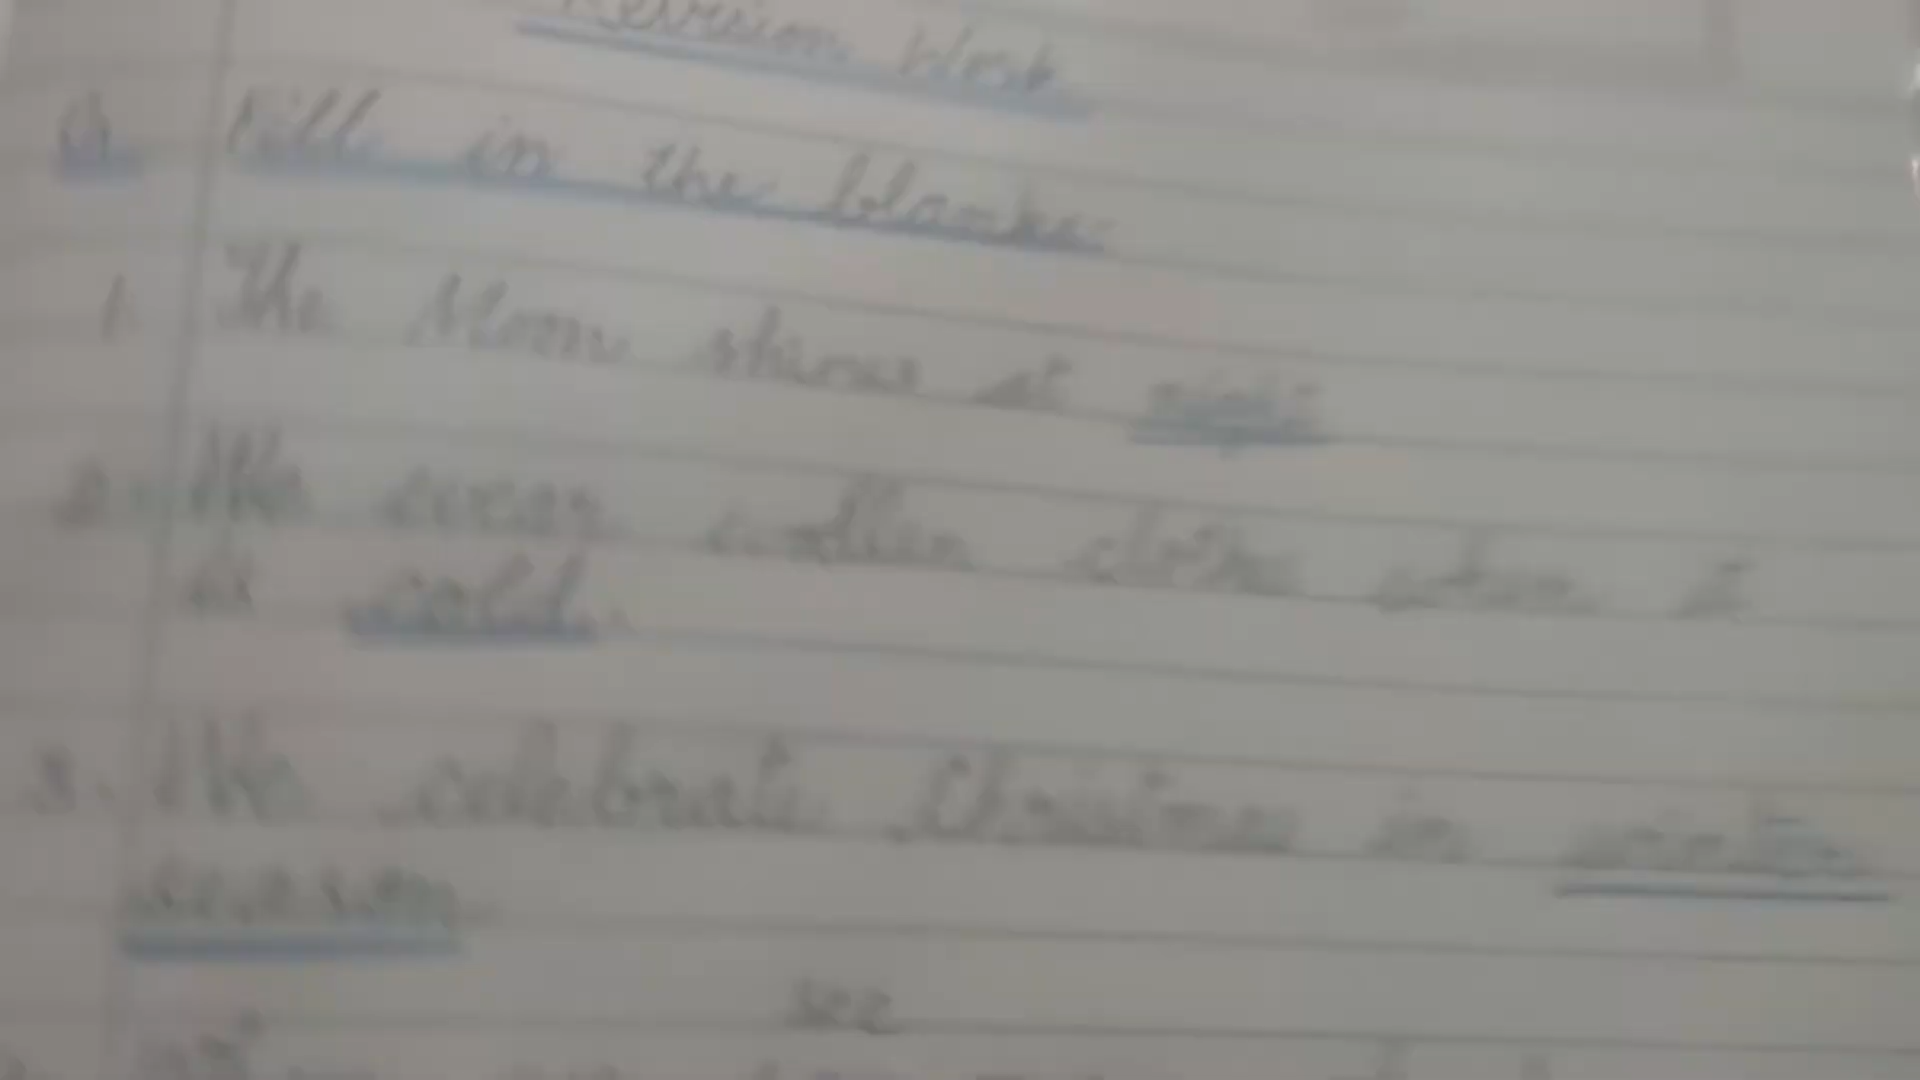 Revision Work
Q Fill in the blanks
1. The Moon shines at night
2. We wear woollen clothes when it
is cold.
3. We celebrate Christmas in winter
season
see